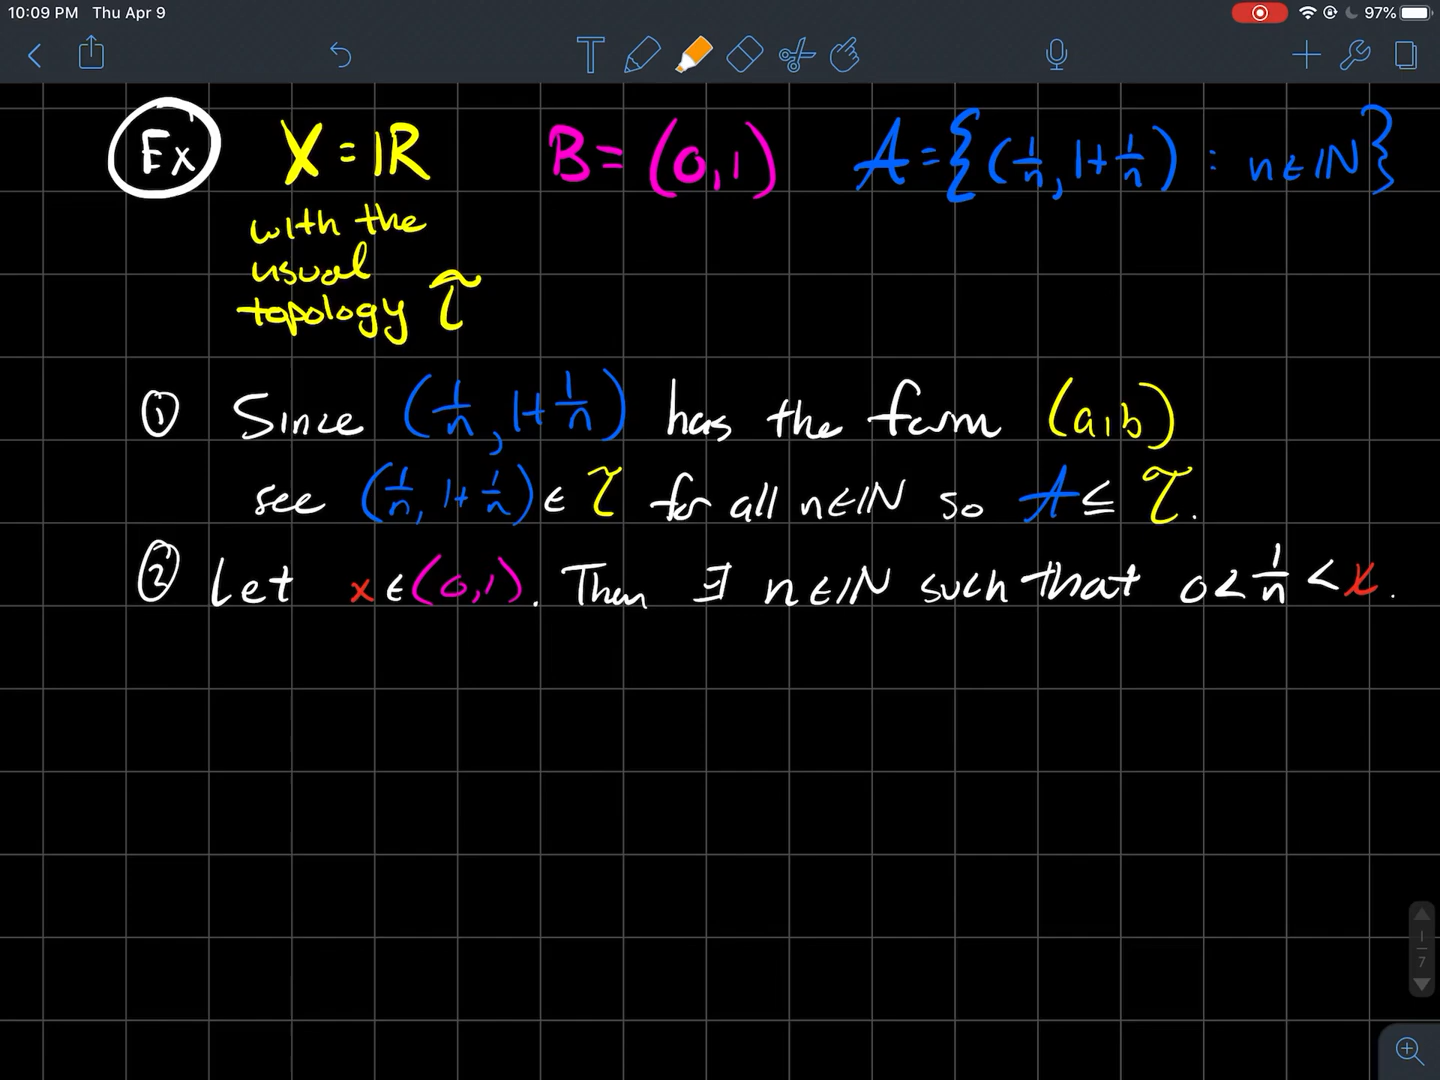 10:09 PM Thu Apr 9 97%
Ex X = ℝ B = (0,1) 𝒜 = {(1/n, 1+1/n) : n∈ℕ}
with the
usual
topology 𝒯
① Since (1/n, 1+1/n) has the form (a,b)
see (1/n, 1+1/n) ∈ 𝒯 for all n∈ℕ so 𝒜 ⊆ 𝒯.
② Let x∈(0,1). Then ∃ n∈ℕ such that 0 < 1/n < x.
1
7